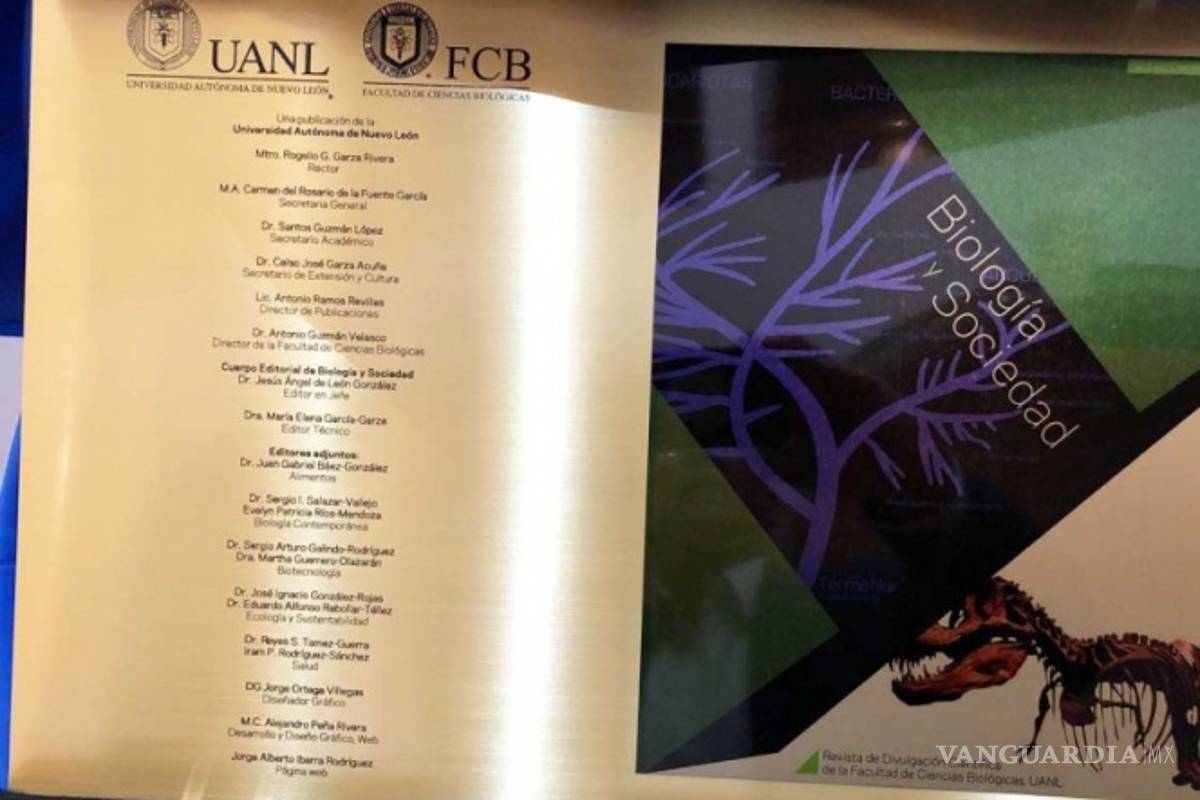 UANL
UNIVERSIDAD AUTÓNOMA DE NUEVO LEÓN
FCB
FACULTAD DE CIENCIAS BIOLÓGICAS
Una publicación de la
Universidad Autónoma de Nuevo León
Mtro. Rogelio G. Garza Rivera
Rector
M.A. Carmen del Rosario de la Fuente García
Secretaria General
Dr. Santos Guzmán López
Secretario Académico
Dr. Celso José Garza Acuña
Secretario de Extensión y Cultura
Lic. Antonio Ramos Revillas
Director de Publicaciones
Dr. Antonio Guzmán Velasco
Director de la Facultad de Ciencias Biológicas
Cuerpo Editorial de Biología y Sociedad
Dr. Jesús Ángel de León González
Editor en Jefe
Dra. María Elena García-Garza
Editor Técnico
Editores adjuntos:
Dr. Juan Gabriel Báez-González
Alimentos
Dr. Sergio I. Salazar-Vallejo
Evelyn Patricia Ríos-Mendoza
Biología Contemporánea
Dr. Sergio Arturo Galindo-Rodríguez
Dra. Martha Guerrero-Olazarán
Biotecnología
Dr. José Ignacio González-Rojas
Dr. Eduardo Alfonso Rebollar-Téllez
Ecología y Sustentabilidad
Dr. Reyes S. Tamez-Guerra
Iram P. Rodríguez-Sánchez
Salud
DG Jorge Ortega Villegas
Diseñador Gráfico
M.C. Alejandro Peña Rivera
Desarrollo y Diseño Gráfico, Web
Jorge Alberto Ibarra Rodríguez
Página web
CARIOTAS
BACTER
Biología
y
Sociedad
Termófilos
Revista de Divulgación Científica
de la Facultad de Ciencias Biológicas, UANL
VANGUARDIA MX